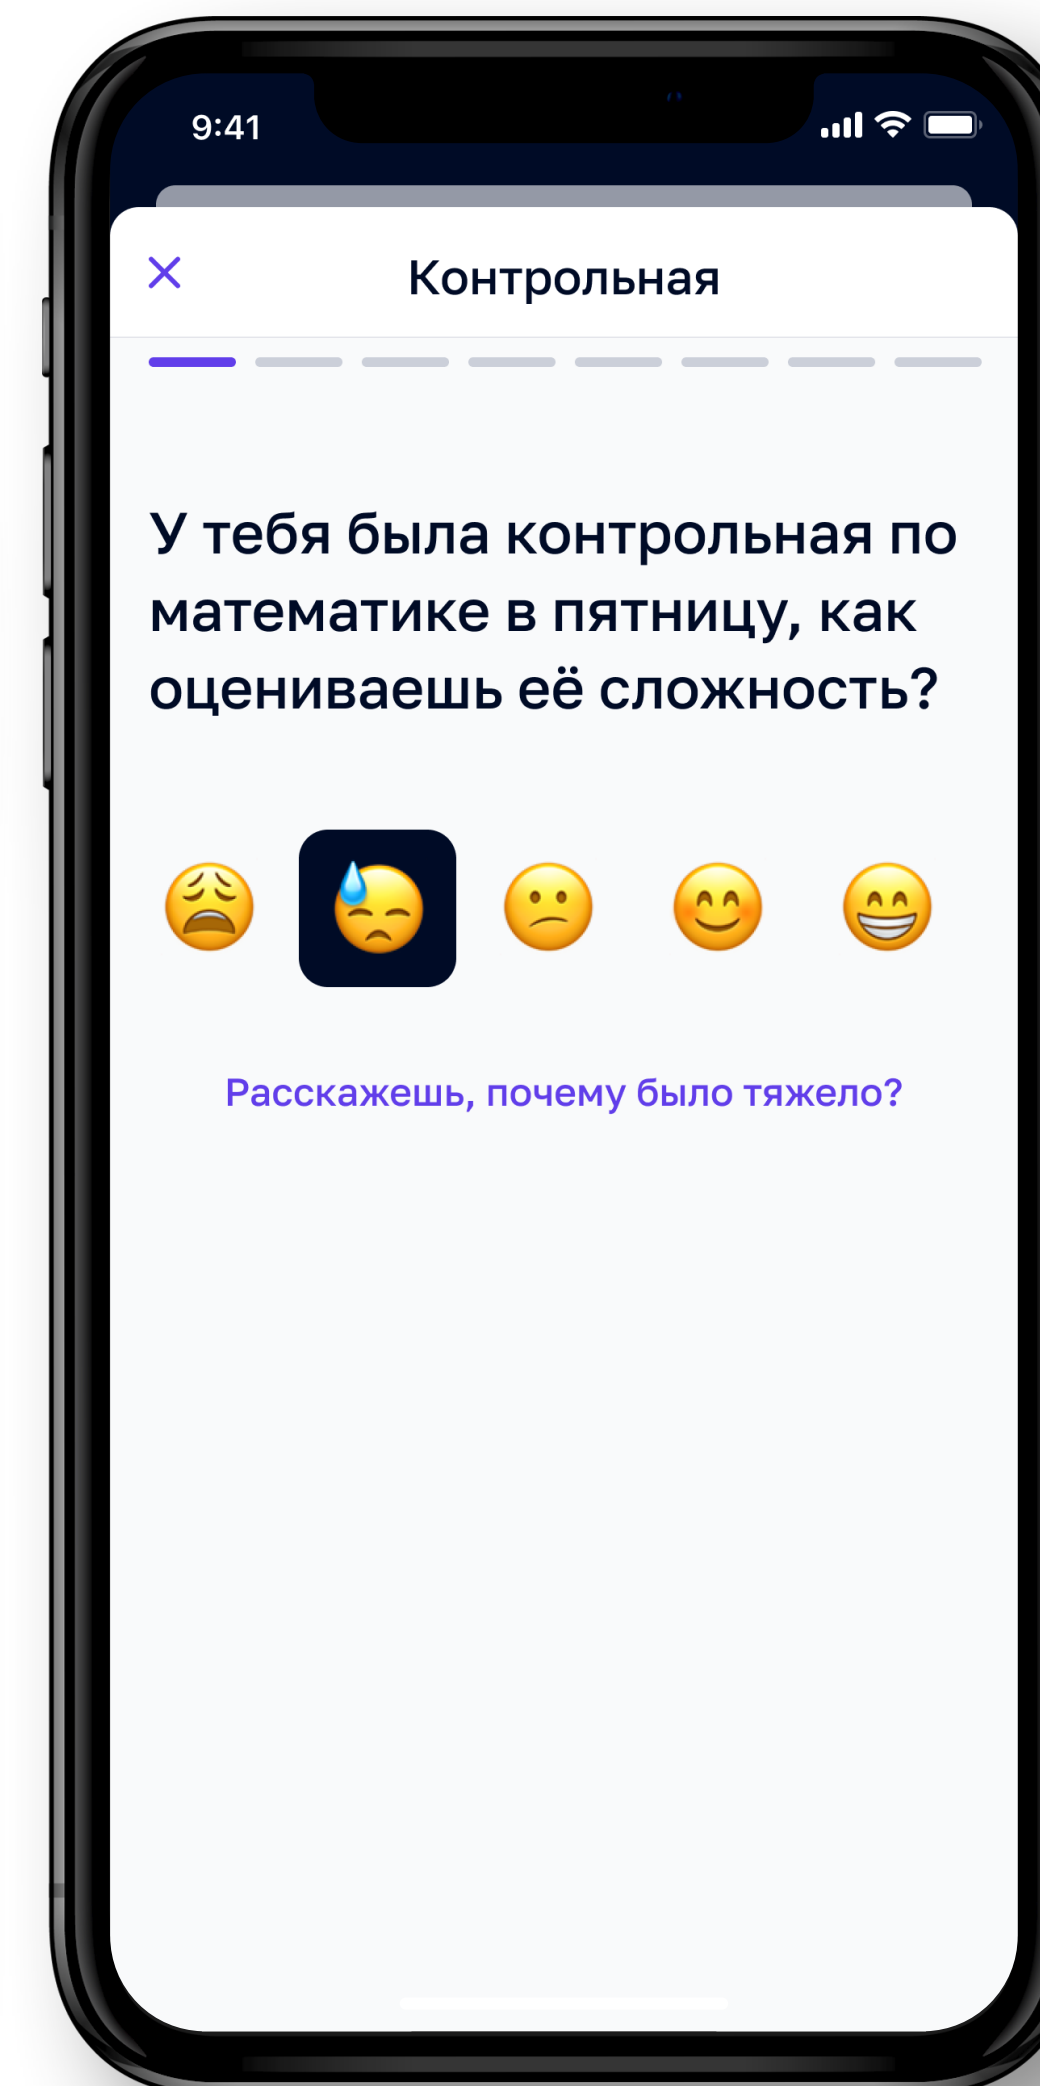 9:41
Контрольная
У тебя была контрольная по
математике в пятницу, как
оцениваешь её сложность?
Расскажешь, почему было тяжело?